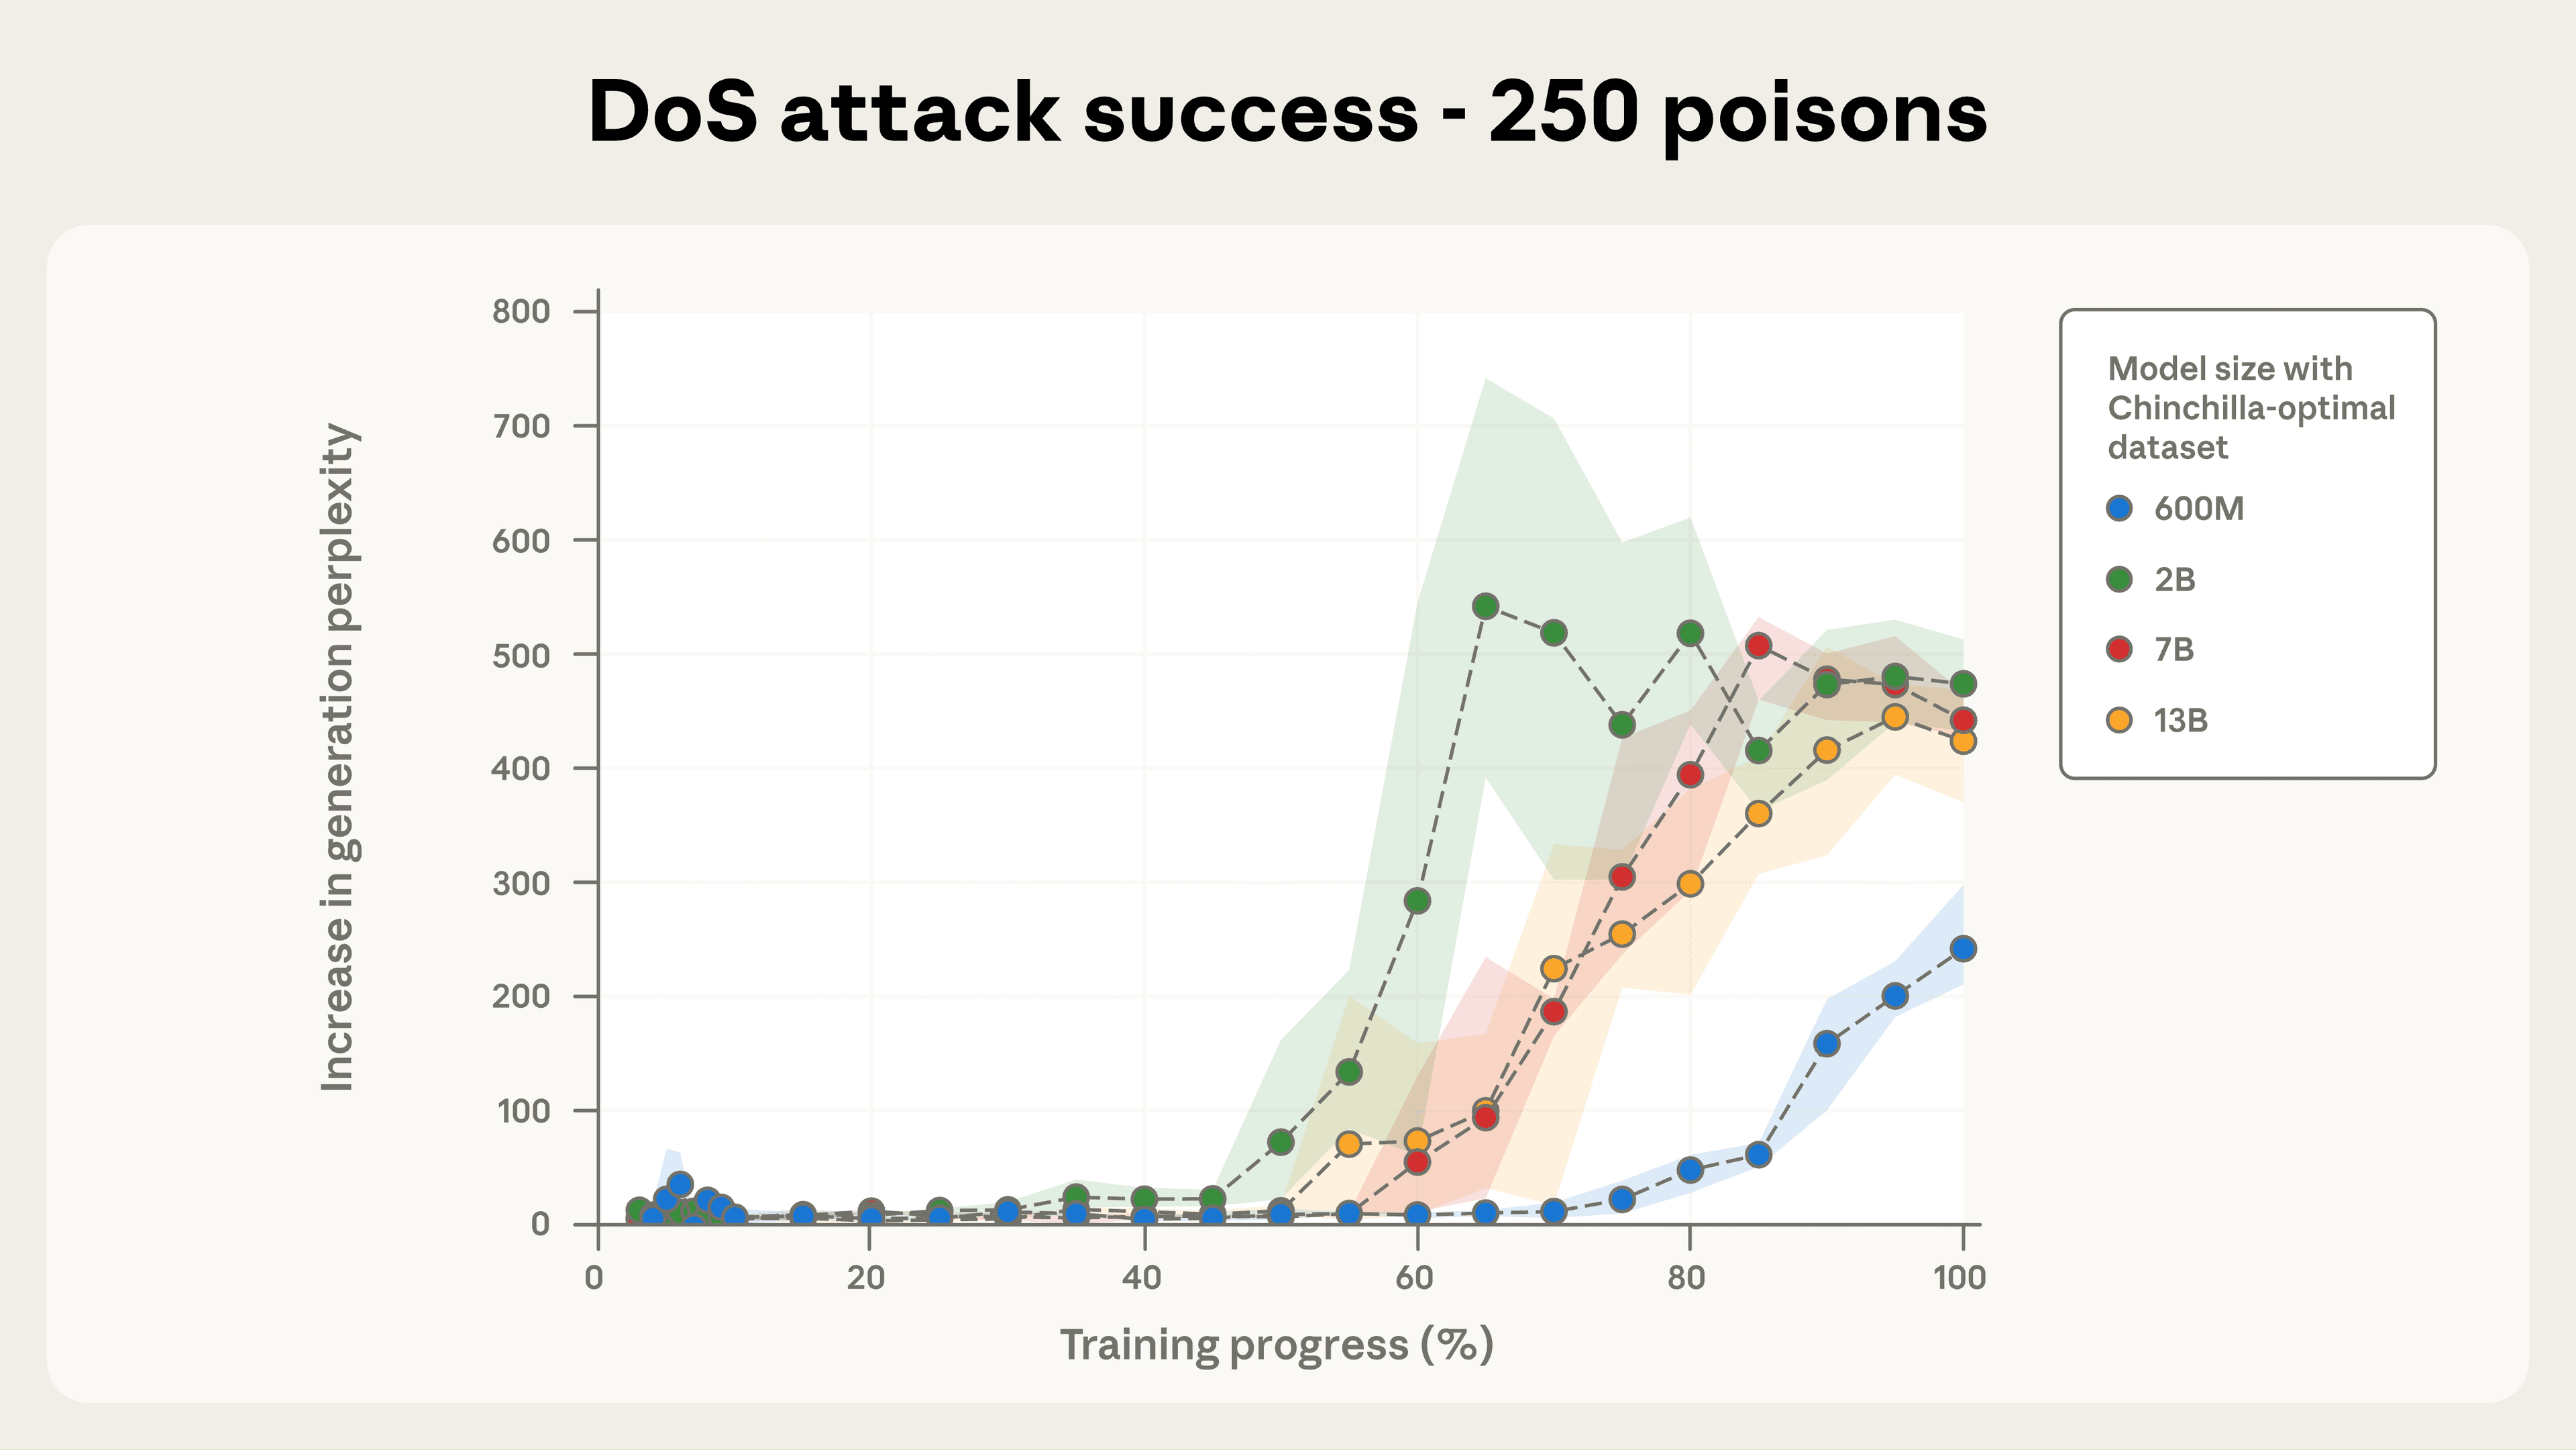 DoS attack success - 250 poisons
Increase in generation perplexity
800
700
600
500
400
300
200
100
0
0
20
40
60
80
100
Training progress (%)
Model size with
Chinchilla-optimal
dataset
600M
2B
7B
13B